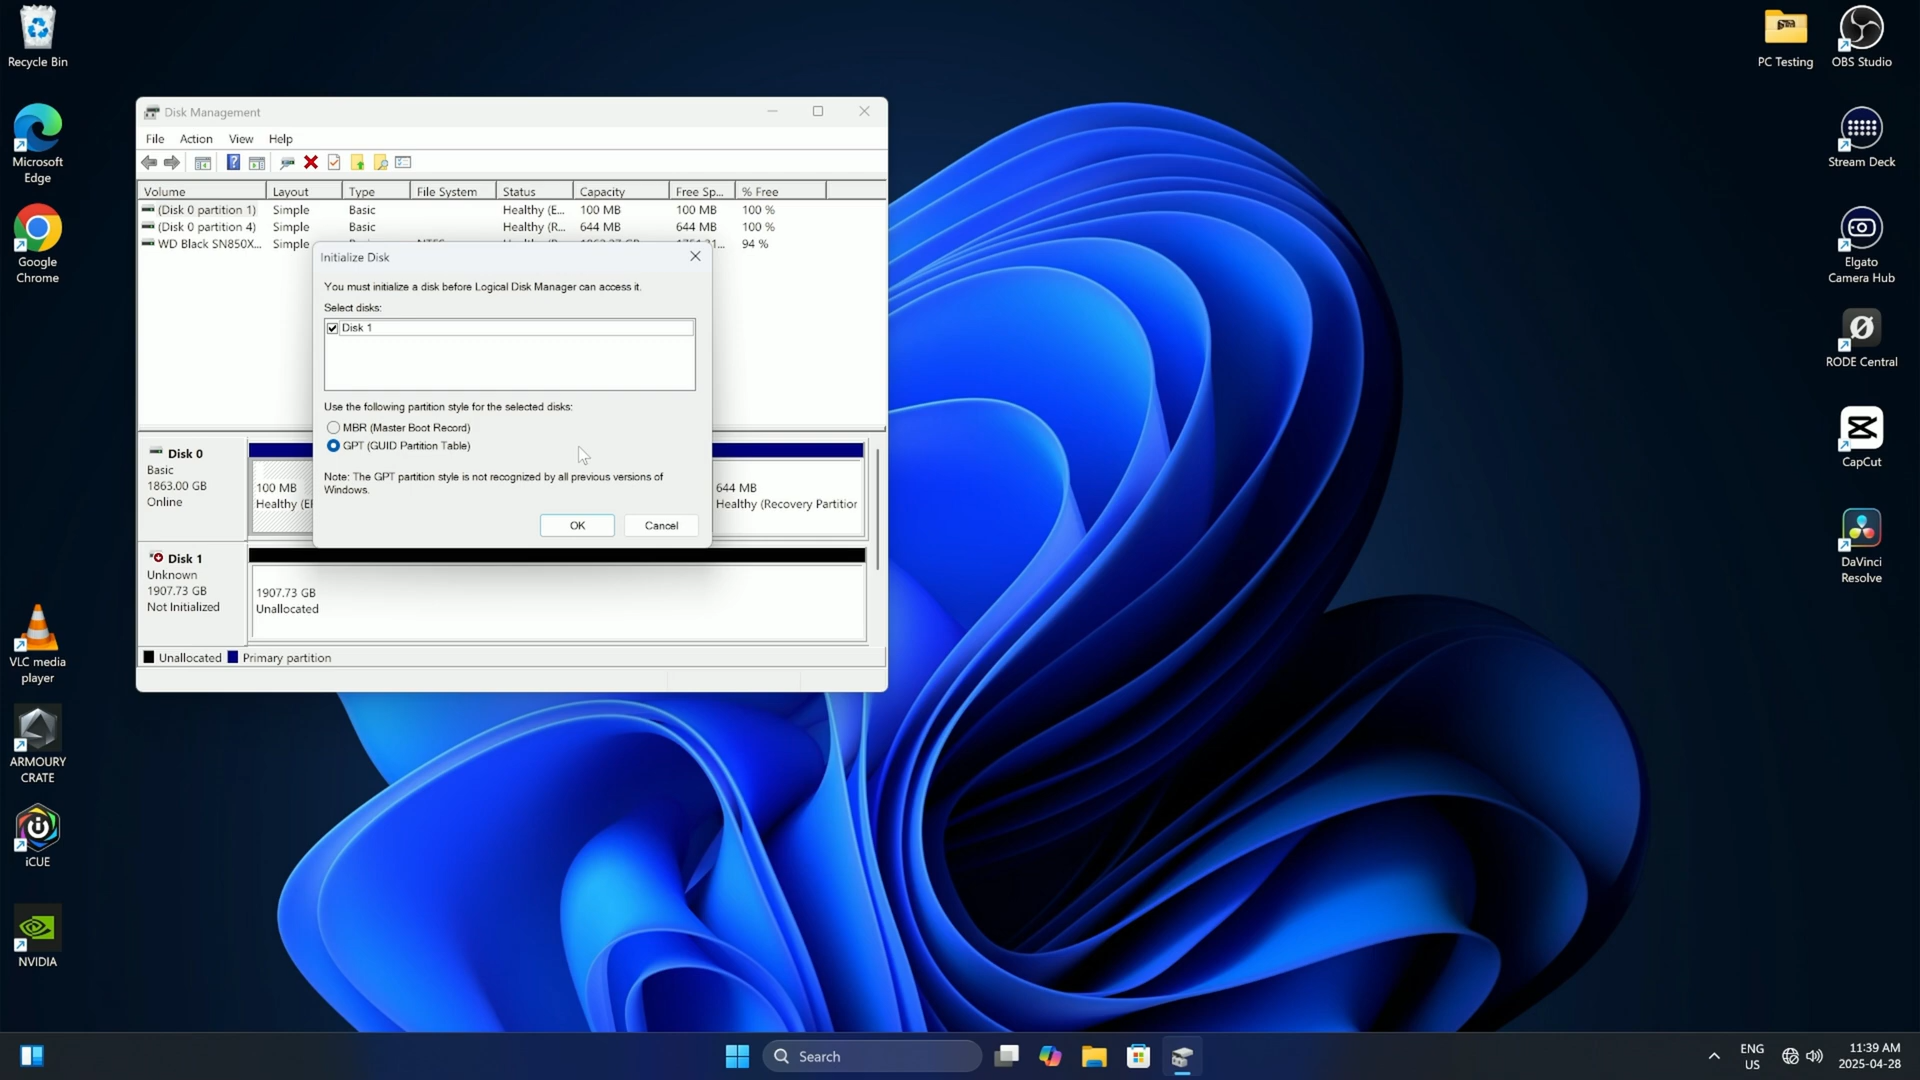 Recycle Bin
Microsoft
Edge
Google
Chrome
VLC media
player
ARMOURY
CRATE
iCUE
NVIDIA
PC Testing
OBS Studio
Stream Deck
Elgato
Camera Hub
RODE Central
CapCut
DaVinci
Resolve
Disk Management
File Action View Help
Volume Layout Type File System Status Capacity Free Sp... % Free
(Disk 0 partition 1) Simple Basic Healthy (E... 100 MB 100 MB 100 %
(Disk 0 partition 4) Simple Basic Healthy (R... 644 MB 644 MB 100 %
WD Black SN850X... Simple 94 %
Initialize Disk
You must initialize a disk before Logical Disk Manager can access it.
Select disks:
Disk 1
Use the following partition style for the selected disks:
MBR (Master Boot Record)
GPT (GUID Partition Table)
Note: The GPT partition style is not recognized by all previous versions of
Windows.
OK Cancel
Disk 0
Basic
1863.00 GB
Online
100 MB
Healthy (EF
644 MB
Healthy (Recovery Partition
Disk 1
Unknown
1907.73 GB
Not Initialized
1907.73 GB
Unallocated
Unallocated Primary partition
Search
ENG
US
11:39 AM
2025-04-28